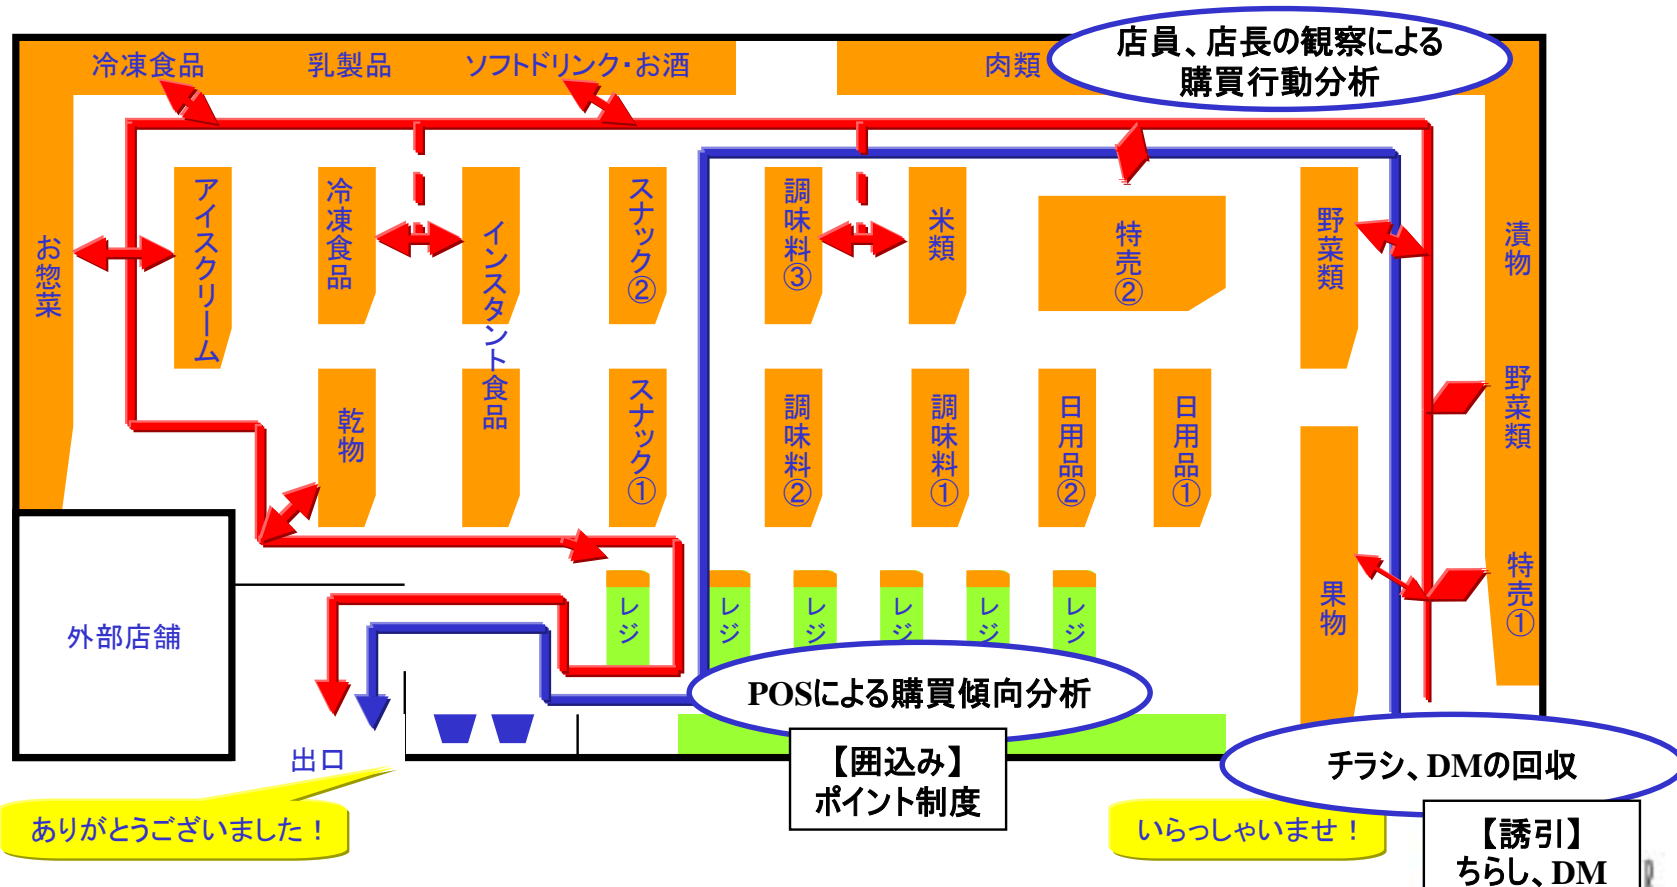 店員、店長の観察による
購買行動分析
冷凍食品
乳製品
ソフトドリンク・お酒
肉類
お惣菜
アイスクリーム
冷凍食品
インスタント食品
スナック②
調味料③
米類
特売②
野菜類
漬物
乾物
スナック①
調味料②
調味料①
日用品②
日用品①
野菜類
果物
特売①
外部店舗
レジ
レジ
レジ
レジ
レジ
レジ
POSによる購買傾向分析
【囲込み】
ポイント制度
チラシ、DMの回収
出口
ありがとうございました！
いらっしゃいませ！
【誘引】
ちらし、DM